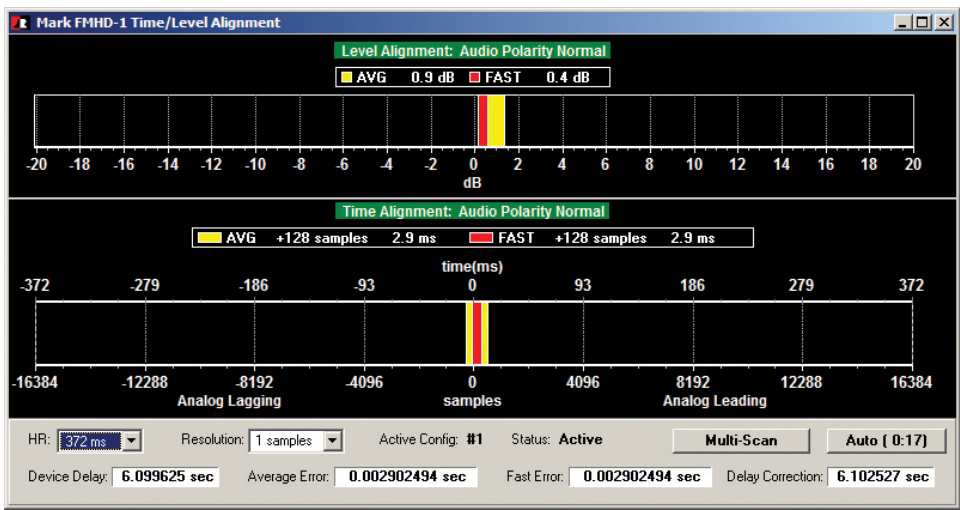 Mark FMHD-1 Time/Level Alignment
Level Alignment: Audio Polarity Normal
AVG 0.9 dB FAST 0.4 dB
-20 -18 -16 -14 -12 -10 -8 -6 -4 -2 0 2 4 6 8 10 12 14 16 18 20
dB
Time Alignment: Audio Polarity Normal
AVG +128 samples 2.9 ms FAST +128 samples 2.9 ms
time(ms)
-372 -279 -186 -93 0 93 186 279 372
-16384 -12288 -8192 -4096 0 4096 8192 12288 16384
Analog Lagging samples Analog Leading
HR: 372 ms Resolution: 1 samples Active Config: #1 Status: Active Multi-Scan Auto ( 0:17)
Device Delay: 6.099625 sec Average Error: 0.002902494 sec Fast Error: 0.002902494 sec Delay Correction: 6.102527 sec